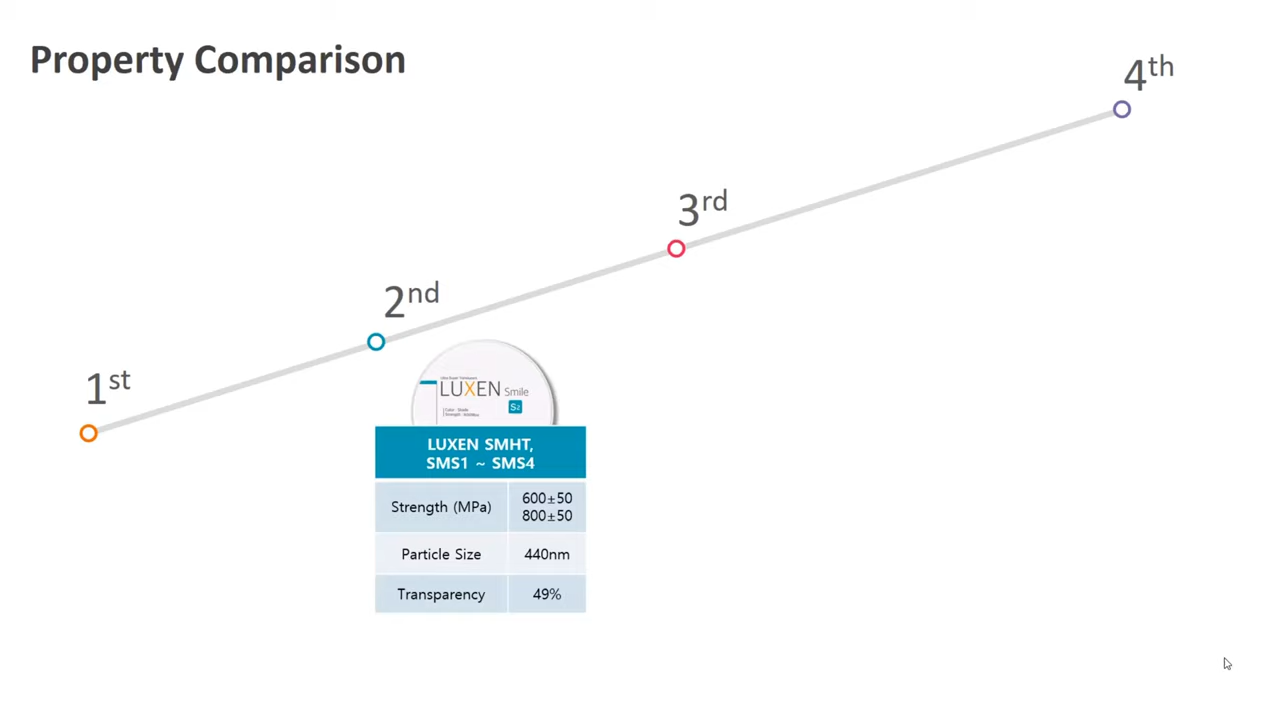 Property Comparison
4th
3rd
2nd
1st
LUXEN Smile
S2
LUXEN SMHT,
SMS1 ~ SMS4
Strength (MPa)
600±50
800±50
Particle Size
440nm
Transparency
49%